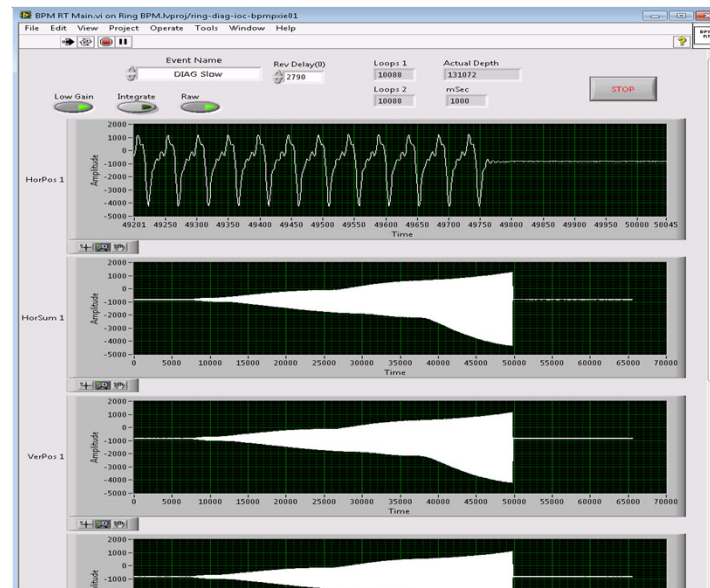 BPM RT Main.vi on Ring BPM.lvproj/ring-diag-ioc-bpmpxie01
File Edit View Project Operate Tools Window Help
Event Name
DIAG Slow
Rev Delay(0)
2790
Loops 1
10088
Actual Depth
131072
Loops 2
10088
mSec
1000
STOP
Low Gain Integrate Raw
HorPos 1
Amplitude
2000
1000
0
-1000
-2000
-3000
-4000
-5000
49201 49250 49300 49350 49400 49450 49500 49550 49600 49650 49700 49750 49800 49850 49900 49950 50000 50045
Time
HorSum 1
Amplitude
2000
1000
0
-1000
-2000
-3000
-4000
-5000
0 5000 10000 15000 20000 25000 30000 35000 40000 45000 50000 55000 60000 65000 70000
Time
VerPos 1
Amplitude
2000
1000
0
-1000
-2000
-3000
-4000
-5000
0 5000 10000 15000 20000 25000 30000 35000 40000 45000 50000 55000 60000 65000 70000
Time
2000
1000
0
-1000